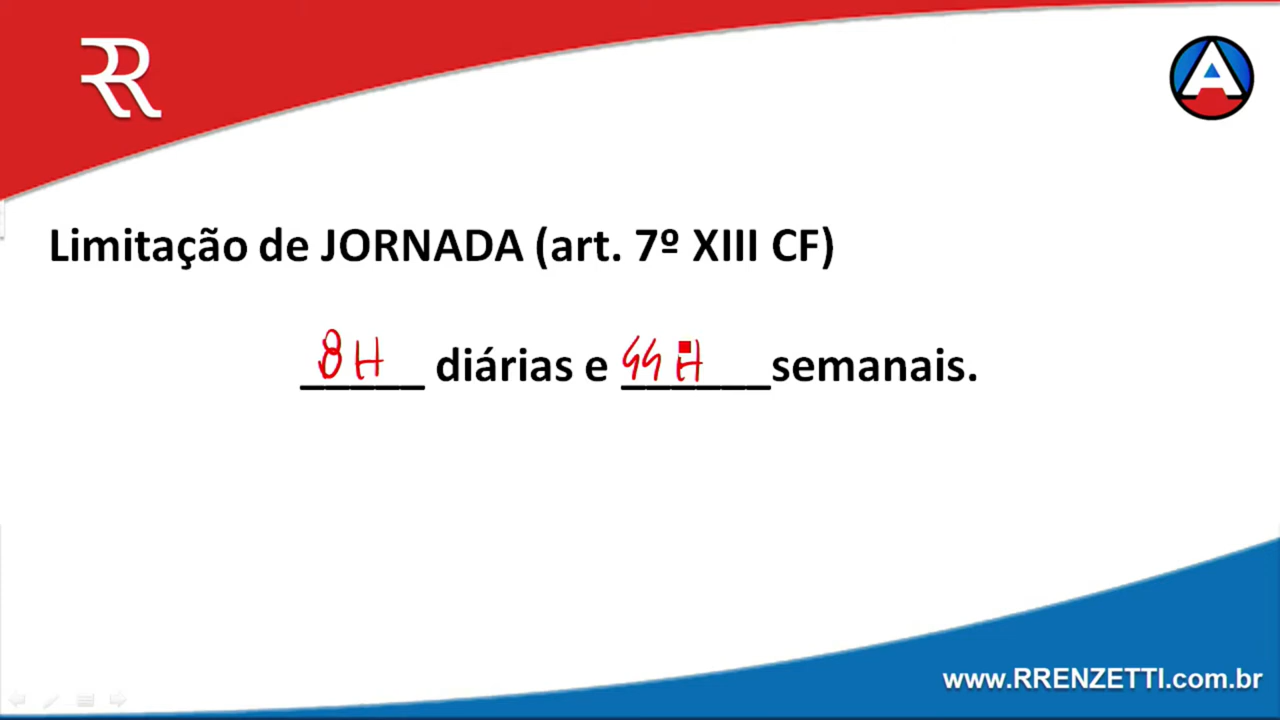 RR
A
Limitação de JORNADA (art. 7º XIII CF)
8H diárias e 44H semanais.
www.RRENZETTI.com.br